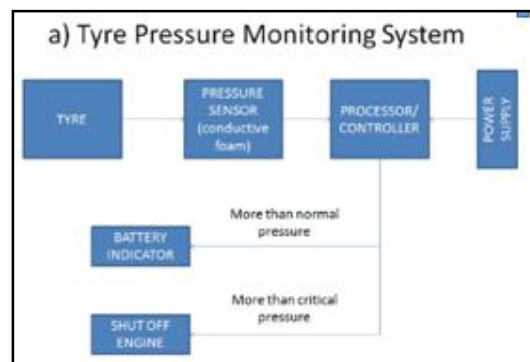 a) Tyre Pressure Monitoring System
TYRE
PRESSURE
SENSOR
(conductive
foam)
PROCESSOR/
CONTROLLER
POWER
SUPPLY
More than normal
pressure
BATTERY
INDICATOR
More than critical
pressure
SHUT OFF
ENGINE